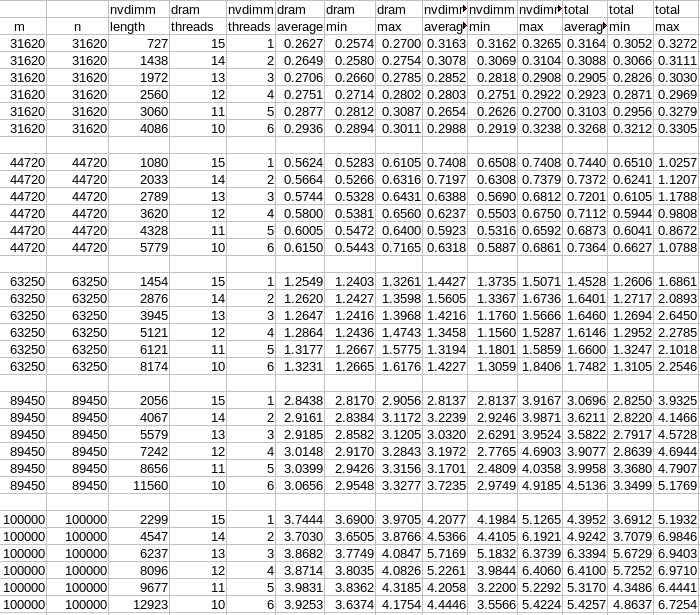 nvdimm dram nvdimm dram dram dram nvdimm nvdimm nvdimm total total total
m n length threads threads average min max average min max average min max
31620 31620 727 15 1 0.2627 0.2574 0.2700 0.3163 0.3162 0.3265 0.3164 0.3052 0.3272
31620 31620 1438 14 2 0.2649 0.2580 0.2754 0.3078 0.3069 0.3104 0.3088 0.3066 0.3111
31620 31620 1972 13 3 0.2706 0.2660 0.2785 0.2852 0.2818 0.2908 0.2905 0.2826 0.3030
31620 31620 2560 12 4 0.2751 0.2714 0.2802 0.2803 0.2751 0.2922 0.2923 0.2871 0.2969
31620 31620 3060 11 5 0.2877 0.2812 0.3087 0.2654 0.2626 0.2700 0.3103 0.2956 0.3279
31620 31620 4086 10 6 0.2936 0.2894 0.3011 0.2988 0.2919 0.3238 0.3268 0.3212 0.3305
44720 44720 1080 15 1 0.5624 0.5283 0.6105 0.7408 0.6508 0.7408 0.7440 0.6510 1.0257
44720 44720 2033 14 2 0.5664 0.5266 0.6316 0.7197 0.6308 0.7379 0.7372 0.6241 1.1207
44720 44720 2789 13 3 0.5744 0.5328 0.6431 0.6388 0.5690 0.6812 0.7201 0.6105 1.1788
44720 44720 3620 12 4 0.5800 0.5381 0.6560 0.6237 0.5503 0.6750 0.7112 0.5944 0.9808
44720 44720 4328 11 5 0.6005 0.5472 0.6400 0.5923 0.5316 0.6592 0.6873 0.6041 0.8672
44720 44720 5779 10 6 0.6150 0.5443 0.7165 0.6318 0.5887 0.6861 0.7364 0.6627 1.0788
63250 63250 1454 15 1 1.2549 1.2403 1.3261 1.4427 1.3735 1.5071 1.4528 1.2606 1.6861
63250 63250 2876 14 2 1.2620 1.2427 1.3598 1.5605 1.3367 1.6736 1.6401 1.2717 2.0893
63250 63250 3945 13 3 1.2647 1.2416 1.3968 1.4216 1.1760 1.5666 1.6460 1.2694 2.6450
63250 63250 5121 12 4 1.2864 1.2436 1.4743 1.3458 1.1560 1.5287 1.6146 1.2952 2.2785
63250 63250 6121 11 5 1.3177 1.2667 1.5775 1.3194 1.1801 1.5859 1.6600 1.3247 2.1018
63250 63250 8174 10 6 1.3231 1.2665 1.6176 1.4227 1.3059 1.8406 1.7482 1.3105 2.2546
89450 89450 2056 15 1 2.8438 2.8170 2.9056 2.8137 2.8137 3.9167 3.0696 2.8250 3.9325
89450 89450 4067 14 2 2.9161 2.8384 3.1172 3.2239 2.9246 3.9871 3.6211 2.8220 4.1466
89450 89450 5579 13 3 2.9185 2.8582 3.1205 3.0320 2.6291 3.9524 3.5822 2.7917 4.5728
89450 89450 7242 12 4 3.0148 2.9170 3.2843 3.1972 2.7765 4.6903 3.9077 2.8639 4.6944
89450 89450 8656 11 5 3.0399 2.9426 3.3156 3.1701 2.4809 4.0358 3.9958 3.3680 4.7907
89450 89450 11560 10 6 3.0656 2.9548 3.3277 3.7235 2.9749 4.9185 4.5136 3.3499 5.1769
100000 100000 2299 15 1 3.7444 3.6900 3.9705 4.2077 4.1984 5.1265 4.3952 3.6912 5.1932
100000 100000 4547 14 2 3.7030 3.6505 3.8766 4.5366 4.4105 6.1921 4.9242 3.7079 6.9846
100000 100000 6237 13 3 3.8682 3.7749 4.0847 5.7169 5.1832 6.3739 6.3394 5.6729 6.9403
100000 100000 8096 12 4 3.8714 3.8035 4.0826 5.2261 3.9844 6.4060 6.4100 5.7252 6.9710
100000 100000 9677 11 5 3.9831 3.8362 4.3185 4.2058 3.2200 5.2292 5.3170 4.3486 6.4441
100000 100000 12923 10 6 3.9253 3.6374 4.1754 4.4446 3.5566 5.4224 5.4257 4.8637 6.7254